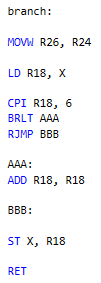 branch:
MOVW R26, R24
LD R18, X
CPI R18, 6
BRLT AAA
RJMP BBB
AAA:
ADD R18, R18
BBB:
ST X, R18
RET